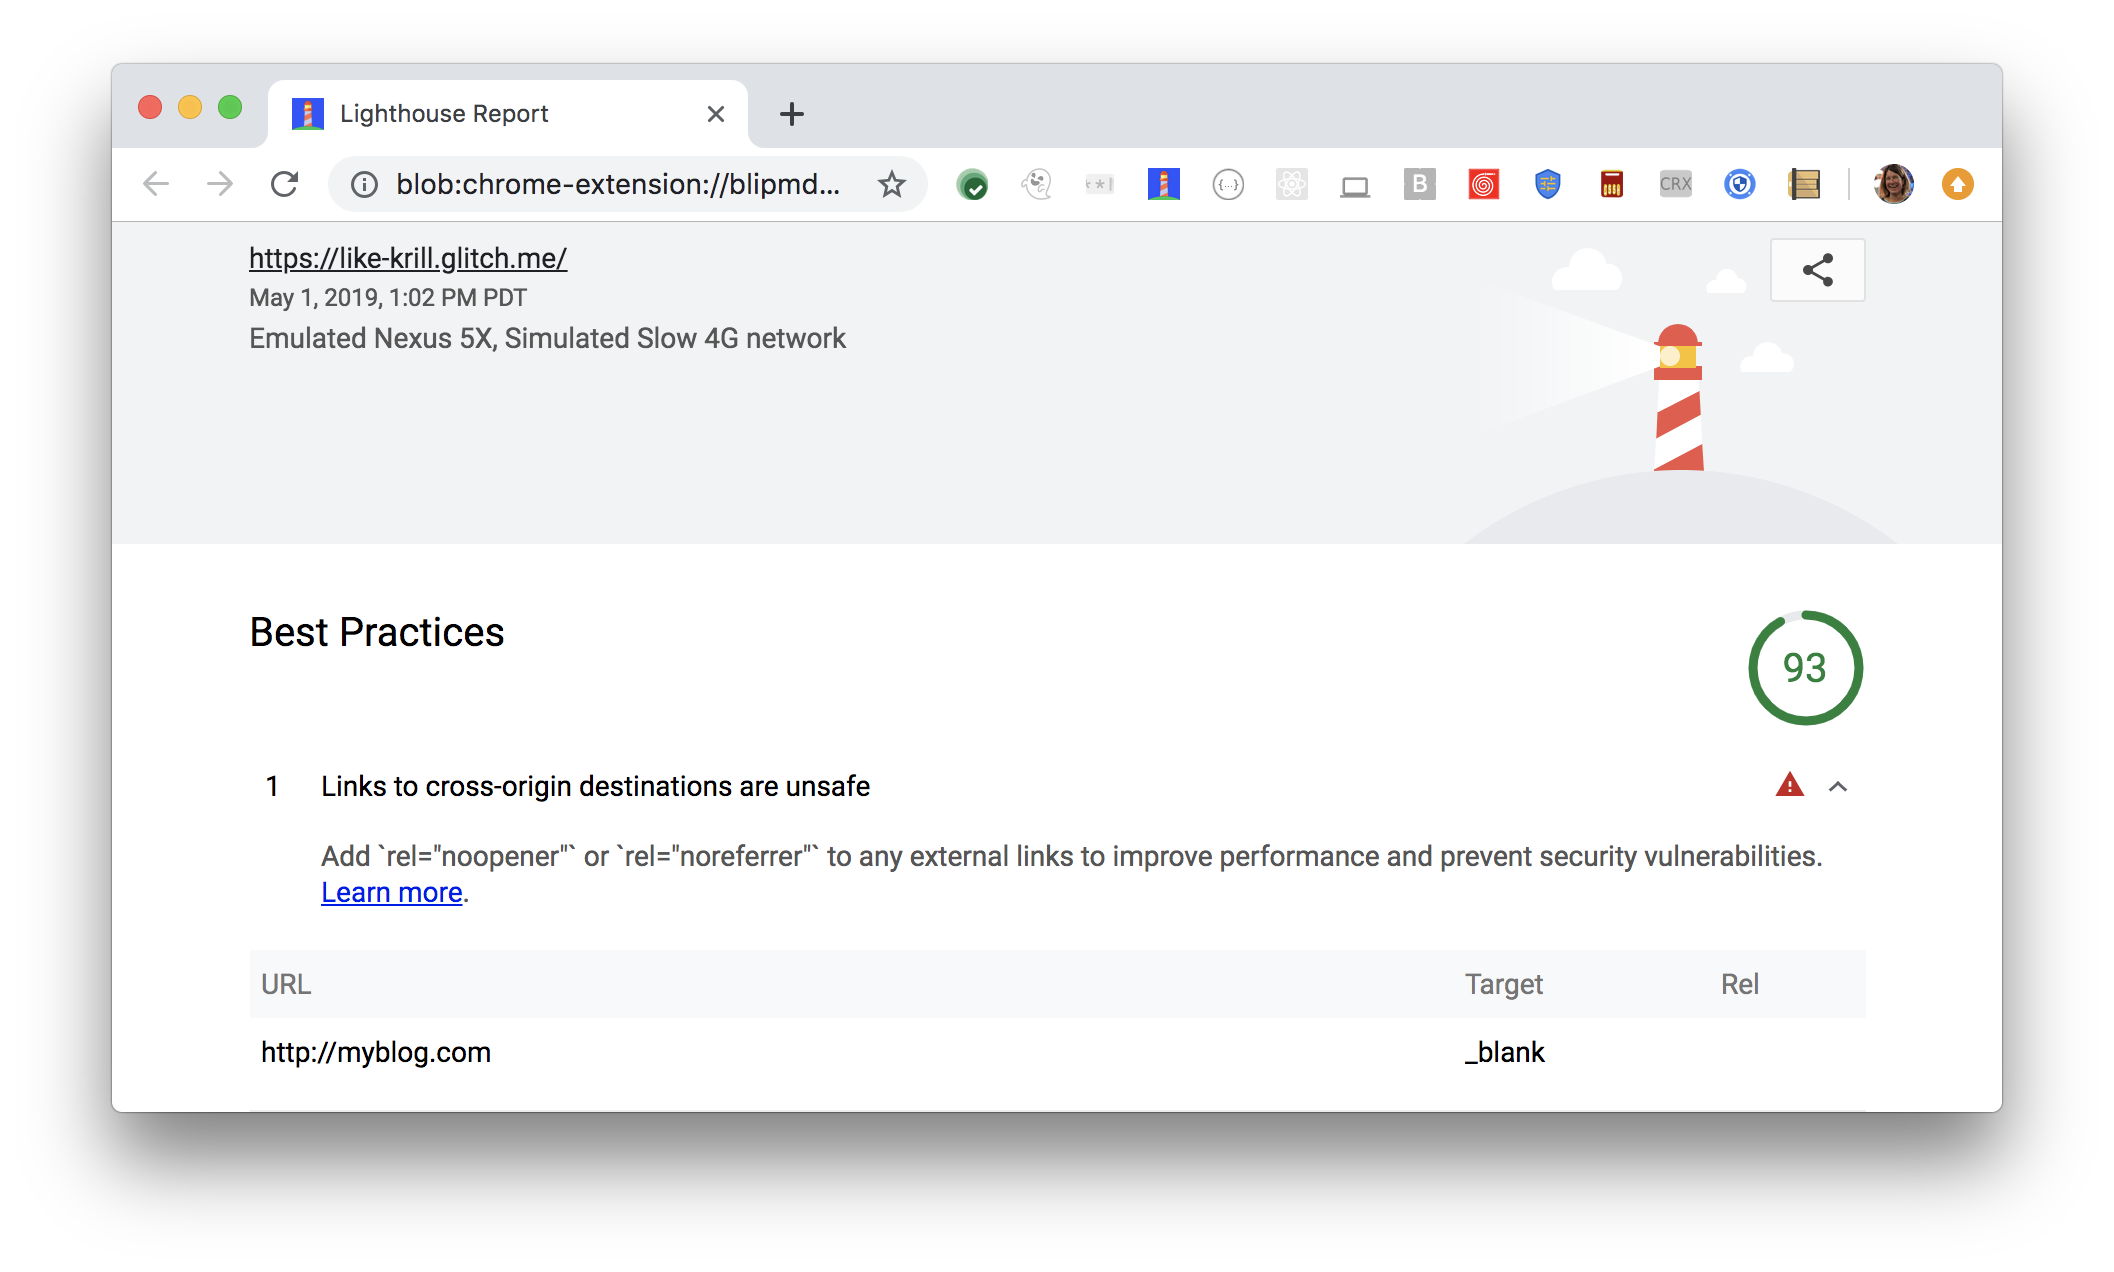 Lighthouse Report
blob:chrome-extension://blipmd...
**|
{...}
B
CRX
https://like-krill.glitch.me/
May 1, 2019, 1:02 PM PDT
Emulated Nexus 5X, Simulated Slow 4G network
Best Practices
93
1 Links to cross-origin destinations are unsafe
Add `rel="noopener"` or `rel="noreferrer"` to any external links to improve performance and prevent security vulnerabilities.
Learn more.
URL Target Rel
http://myblog.com _blank